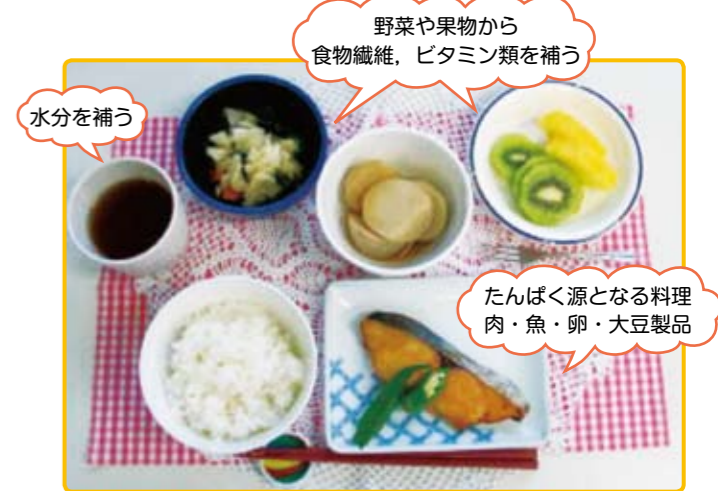 野菜や果物から
食物繊維，ビタミン類を補う
水分を補う
たんぱく源となる料理
肉・魚・卵・大豆製品